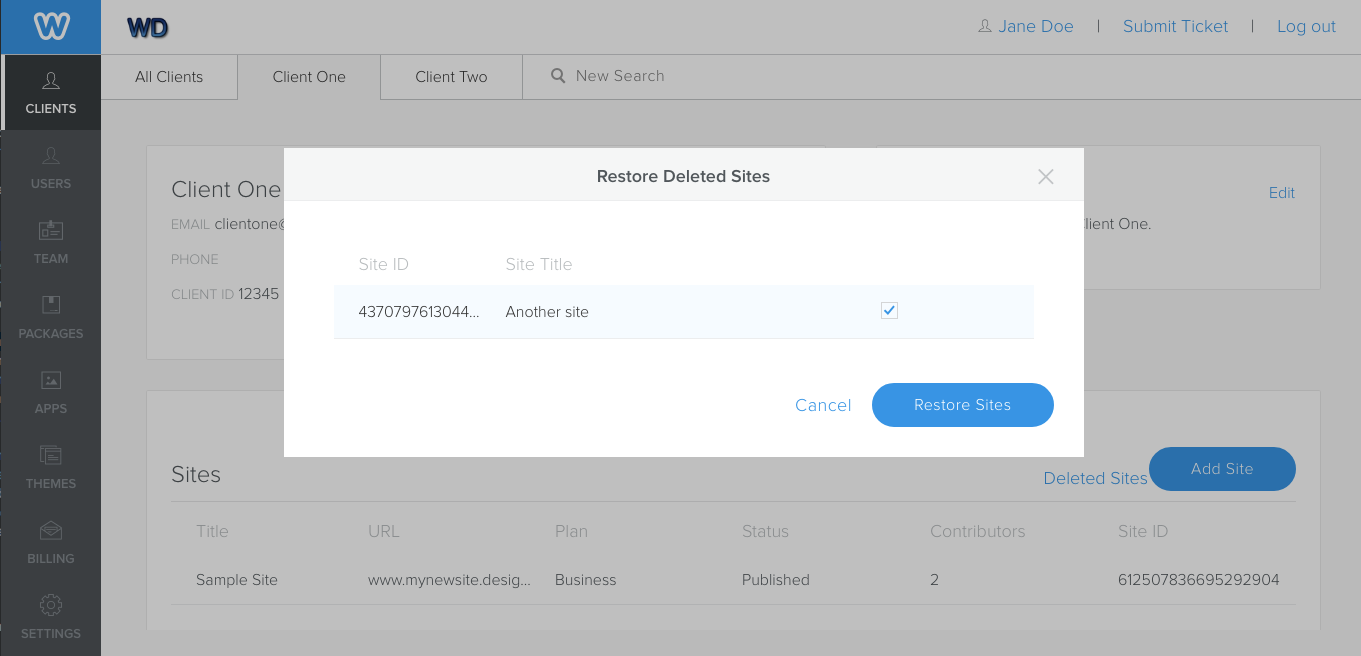 WD
Jane Doe | Submit Ticket | Log out
All Clients Client One Client Two New Search
CLIENTS
USERS
TEAM
PACKAGES
APPS
THEMES
BILLING
SETTINGS
Client One
Edit
EMAIL clientone@
lient One.
PHONE
CLIENT ID 12345
Restore Deleted Sites
Site ID Site Title
4370797613044... Another site
Cancel Restore Sites
Sites
Deleted Sites Add Site
Title URL Plan Status Contributors Site ID
Sample Site www.mynewsite.desig... Business Published 2 612507836695292904